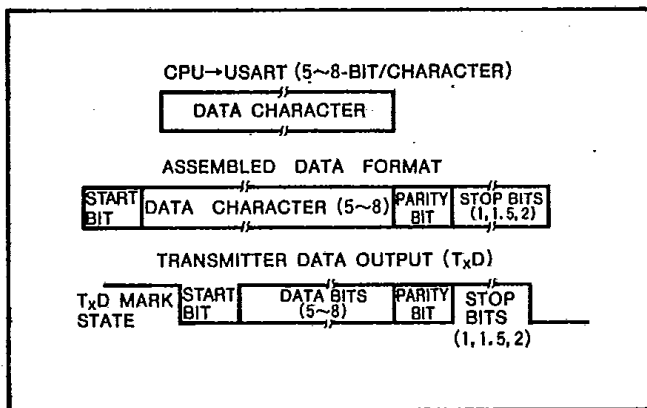 CPU→USART (5~8-BIT/CHARACTER)
DATA CHARACTER
ASSEMBLED DATA FORMAT
START BIT DATA CHARACTER (5~8) PARITY BIT STOP BITS (1,1.5,2)
TRANSMITTER DATA OUTPUT (TxD)
TxD MARK STATE START BIT DATA BITS (5~8) PARITY BIT STOP BITS (1,1.5,2)